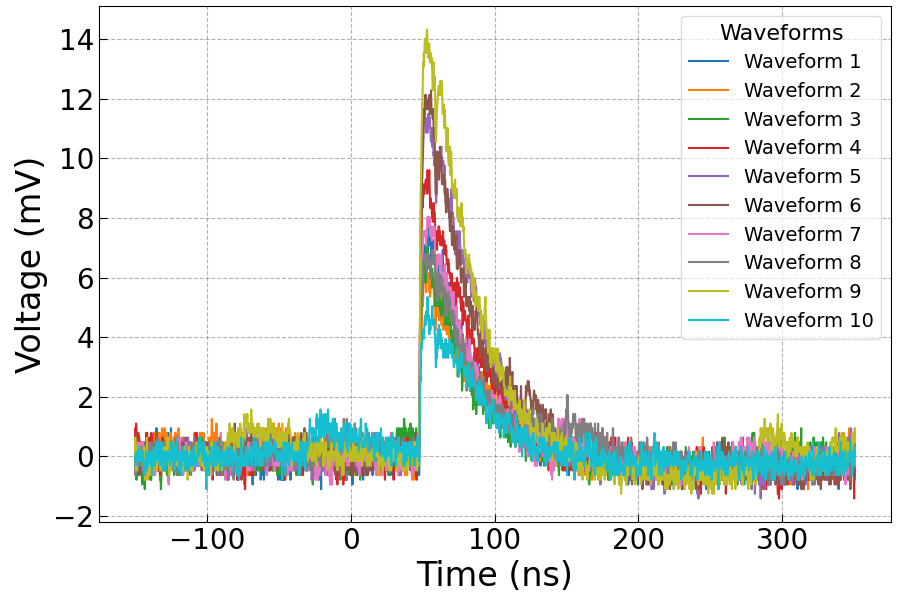 14
12
10
8
6
4
2
0
−2
Voltage (mV)
Waveforms
Waveform 1
Waveform 2
Waveform 3
Waveform 4
Waveform 5
Waveform 6
Waveform 7
Waveform 8
Waveform 9
Waveform 10
−100 0 100 200 300
Time (ns)